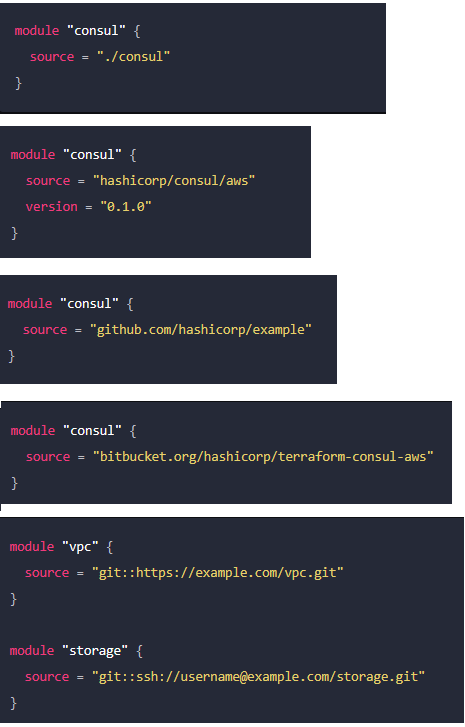 module "consul" {
source = "./consul"
}
module "consul" {
source = "hashicorp/consul/aws"
version = "0.1.0"
}
module "consul" {
source = "github.com/hashicorp/example"
}
module "consul" {
source = "bitbucket.org/hashicorp/terraform-consul-aws"
}
module "vpc" {
source = "git::https://example.com/vpc.git"
}
module "storage" {
source = "git::ssh://username@example.com/storage.git"
}